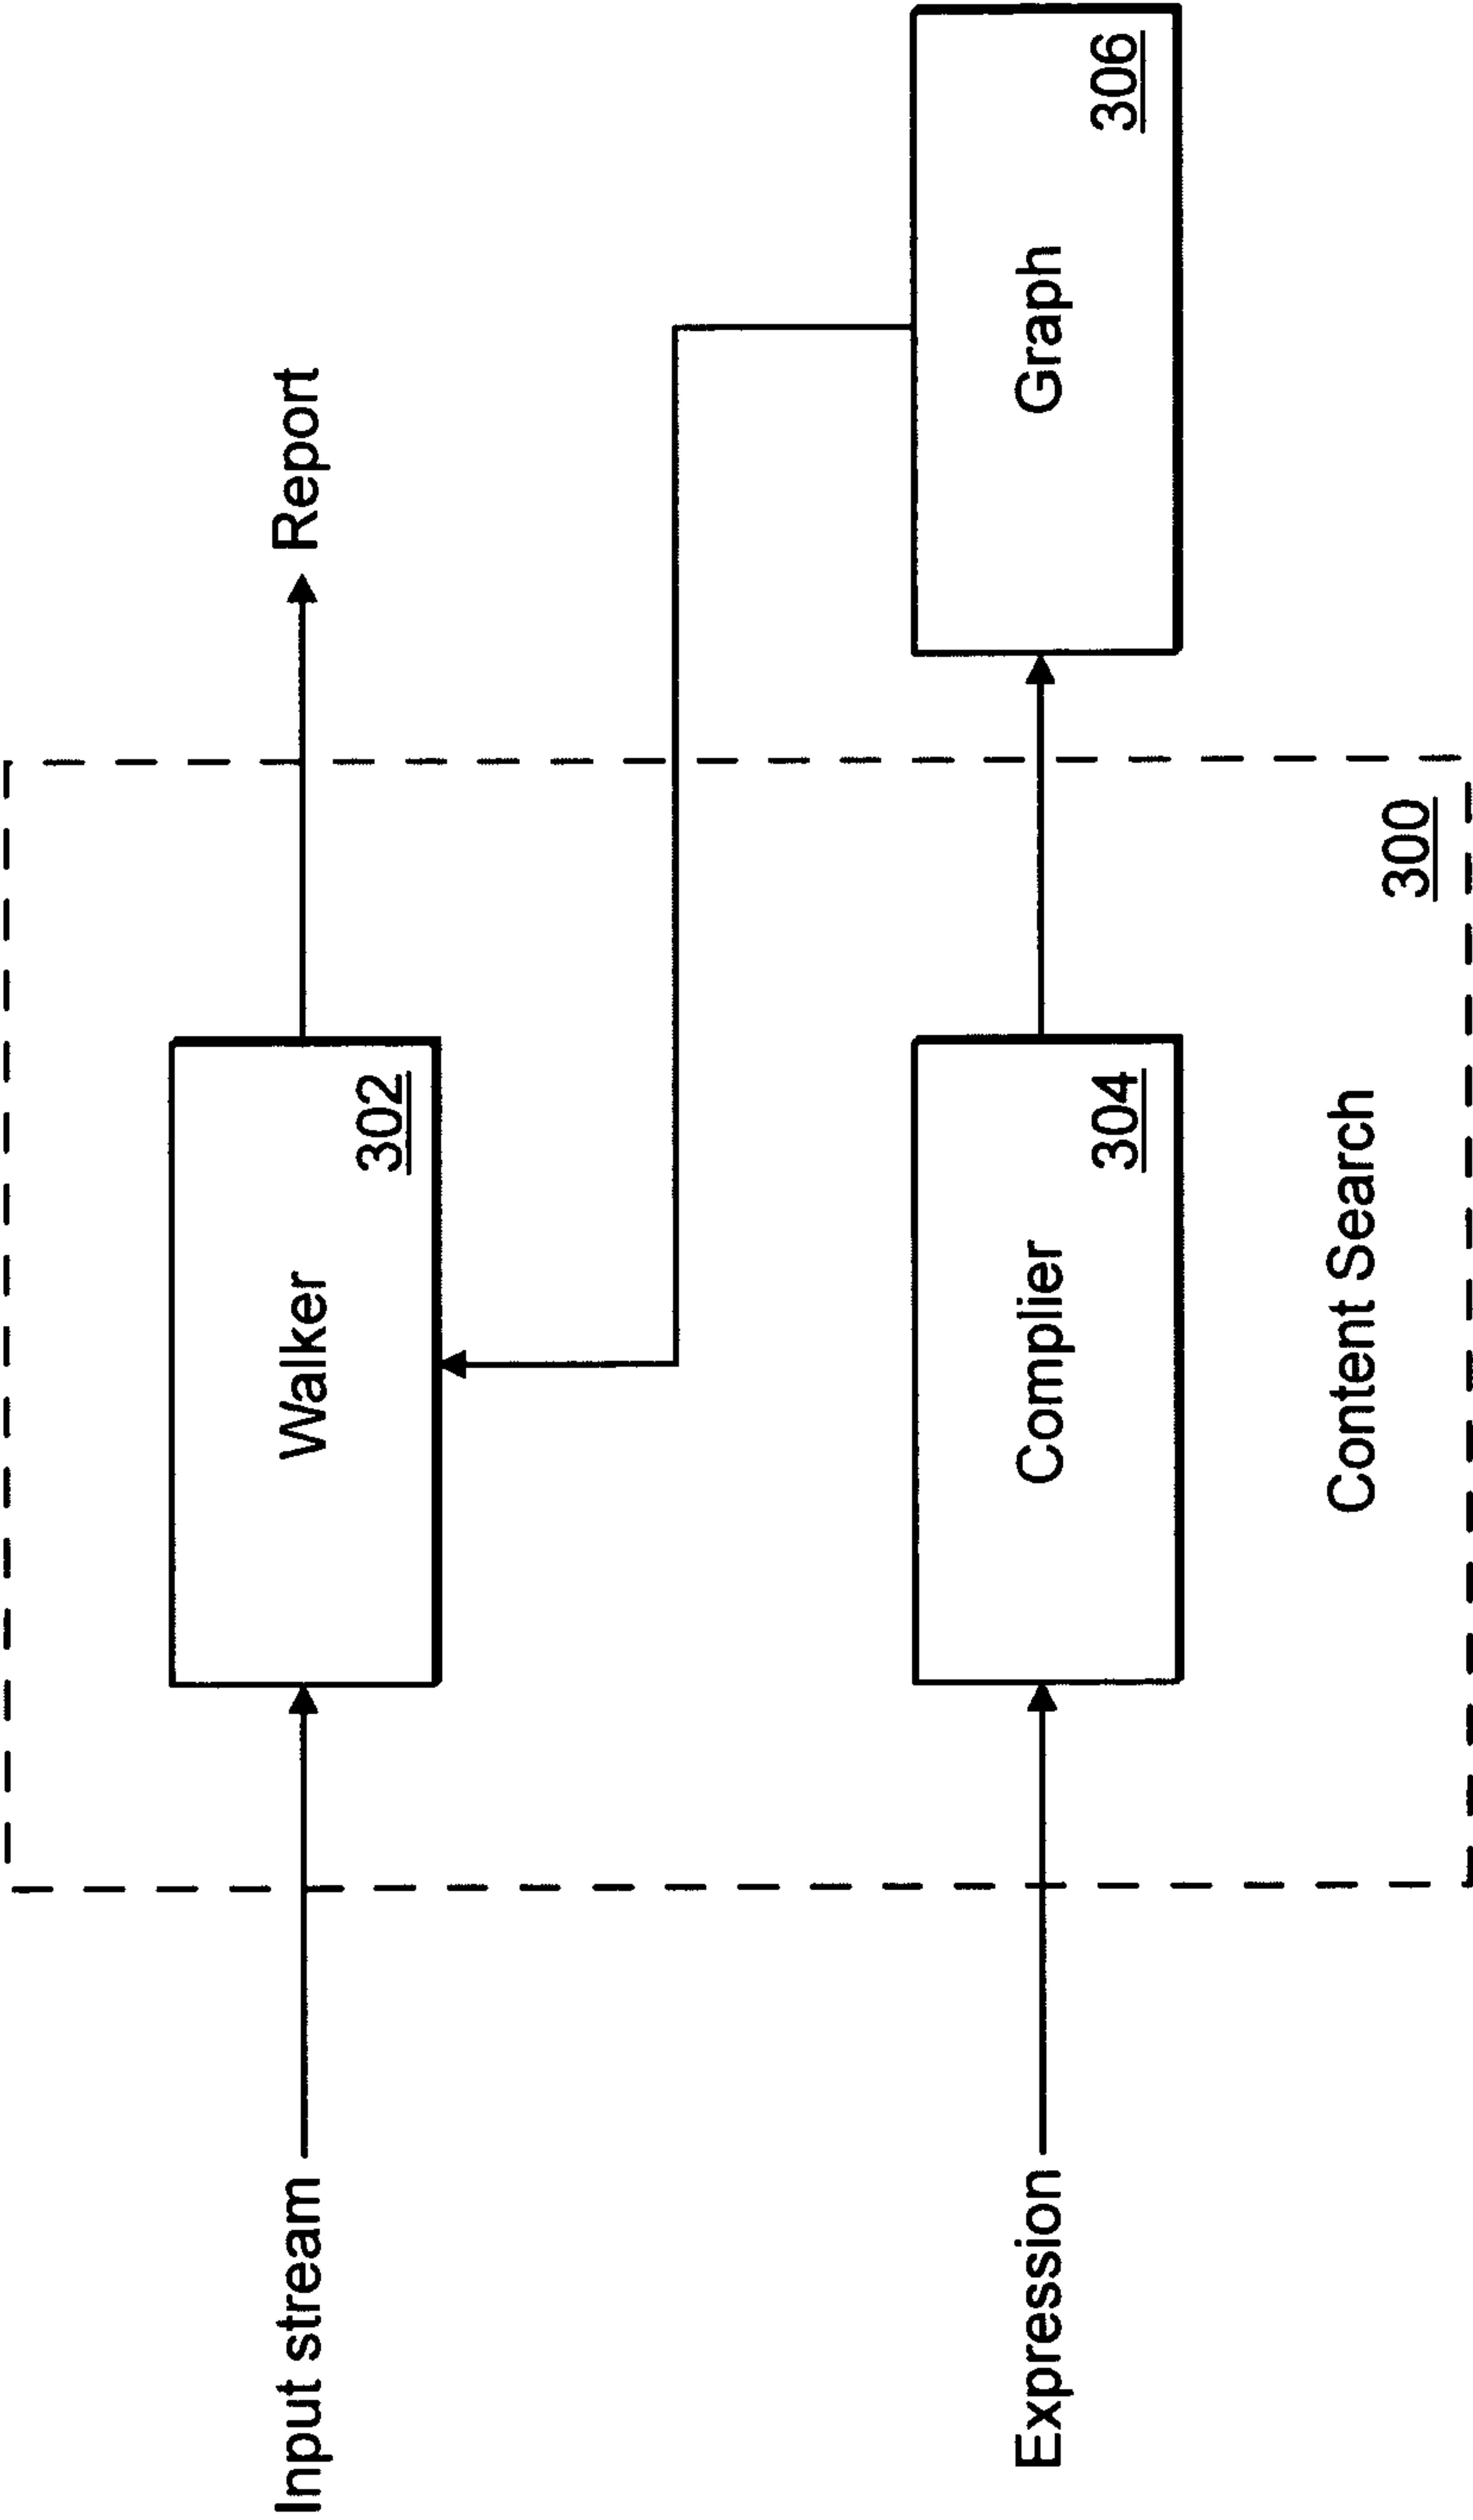 Input stream
Walker
302
Report
Expression
Complier
304
Graph
306
Content Search
300